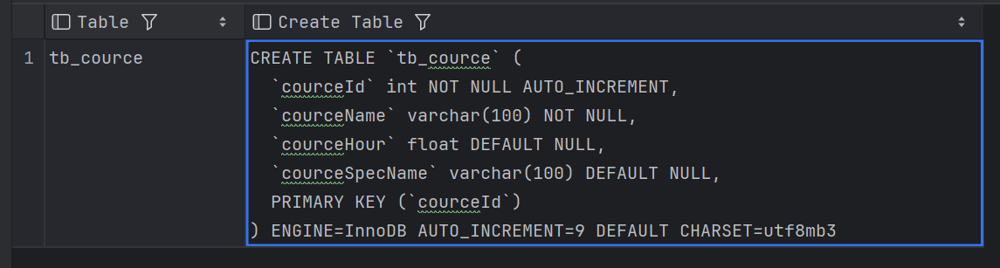 Table Create Table
1 tb_cource CREATE TABLE `tb_cource` (
`courceId` int NOT NULL AUTO_INCREMENT,
`courceName` varchar(100) NOT NULL,
`courceHour` float DEFAULT NULL,
`courceSpecName` varchar(100) DEFAULT NULL,
PRIMARY KEY (`courceId`)
) ENGINE=InnoDB AUTO_INCREMENT=9 DEFAULT CHARSET=utf8mb3